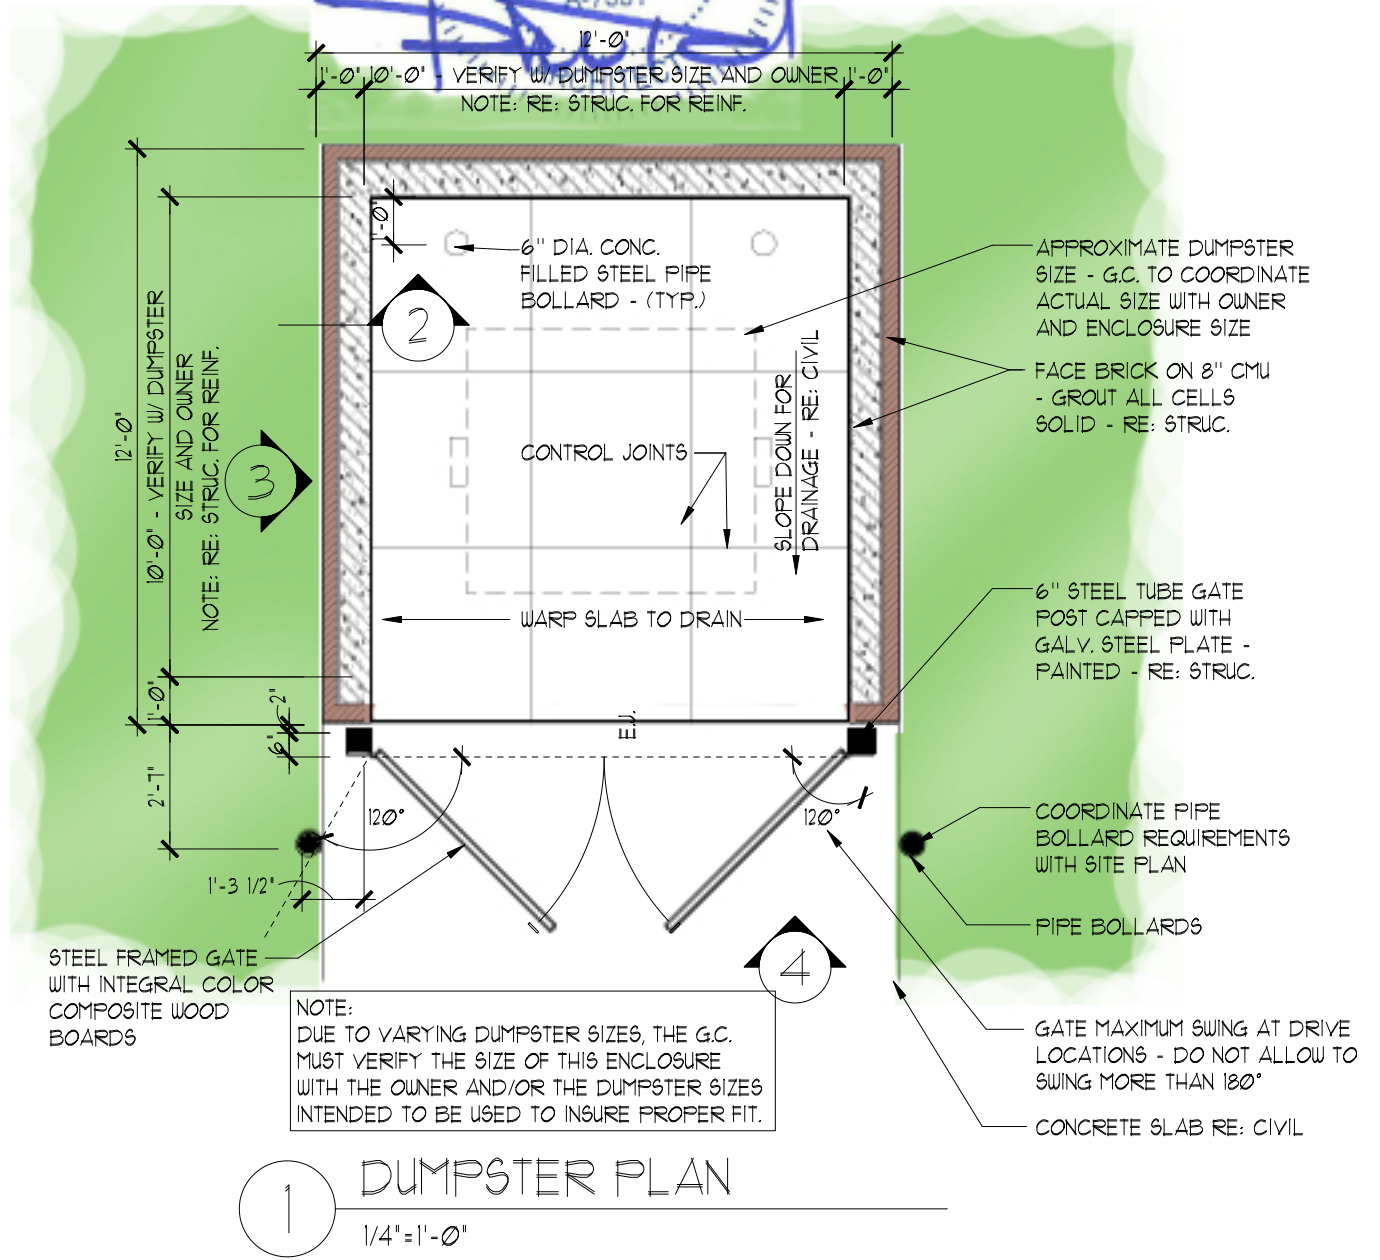 ARCHITECT
12'-0"
1'-0"
10'-0" - VERIFY W/ DUMPSTER SIZE AND OWNER
1'-0"
NOTE: RE: STRUC. FOR REINF.
1'-0"
6" DIA. CONC.
FILLED STEEL PIPE
BOLLARD - (TYP.)
2
APPROXIMATE DUMPSTER
SIZE - G.C. TO COORDINATE
ACTUAL SIZE WITH OWNER
AND ENCLOSURE SIZE
FACE BRICK ON 8" CMU
- GROUT ALL CELLS
SOLID - RE: STRUC.
12'-0"
10'-0" - VERIFY W/ DUMPSTER
SIZE AND OWNER
NOTE: RE: STRUC. FOR REINF.
3
CONTROL JOINTS
SLOPE DOWN FOR
DRAINAGE - RE: CIVIL
WARP SLAB TO DRAIN
6" STEEL TUBE GATE
POST CAPPED WITH
GALV. STEEL PLATE -
PAINTED - RE: STRUC.
1'-0"
2"
6"
E.J.
2'-7"
120°
120°
COORDINATE PIPE
BOLLARD REQUIREMENTS
WITH SITE PLAN
1'-3 1/2"
PIPE BOLLARDS
STEEL FRAMED GATE
WITH INTEGRAL COLOR
COMPOSITE WOOD
BOARDS
4
NOTE:
DUE TO VARYING DUMPSTER SIZES, THE G.C.
MUST VERIFY THE SIZE OF THIS ENCLOSURE
WITH THE OWNER AND/OR THE DUMPSTER SIZES
INTENDED TO BE USED TO INSURE PROPER FIT.
GATE MAXIMUM SWING AT DRIVE
LOCATIONS - DO NOT ALLOW TO
SWING MORE THAN 180°
CONCRETE SLAB RE: CIVIL
1
DUMPSTER PLAN
1/4"=1'-0"